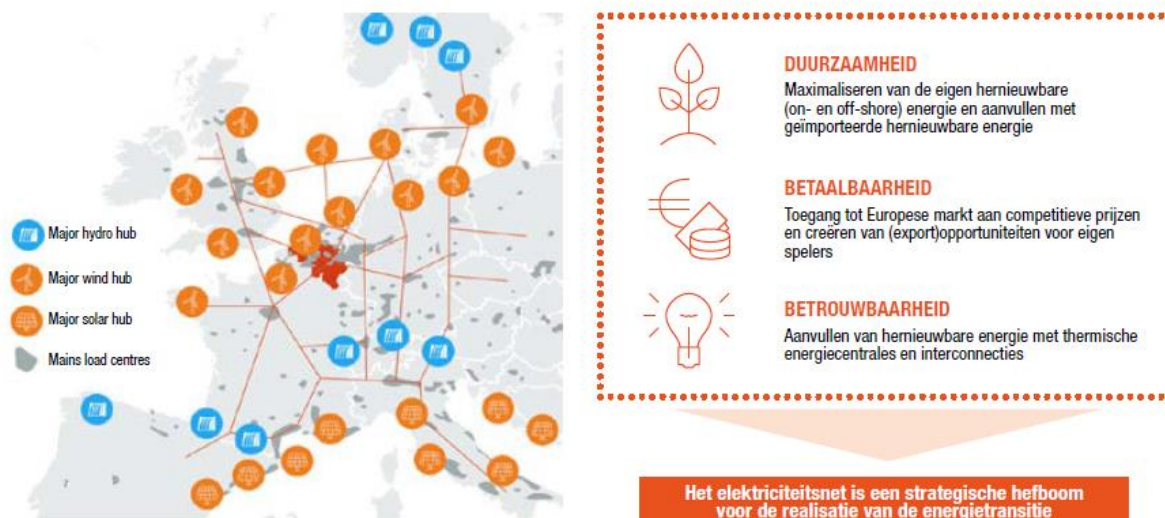 Major hydro hub
Major wind hub
Major solar hub
Mains load centres
DUURZAAMHEID
Maximaliseren van de eigen hernieuwbare
(on- en off-shore) energie en aanvullen met
geïmporteerde hernieuwbare energie
BETAALBAARHEID
Toegang tot Europese markt aan competitieve prijzen
en creëren van (export)opportuniteiten voor eigen
spelers
BETROUWBAARHEID
Aanvullen van hernieuwbare energie met thermische
energiecentrales en interconnecties
Het elektriciteitsnet is een strategische hefboom
voor de realisatie van de energietransitie